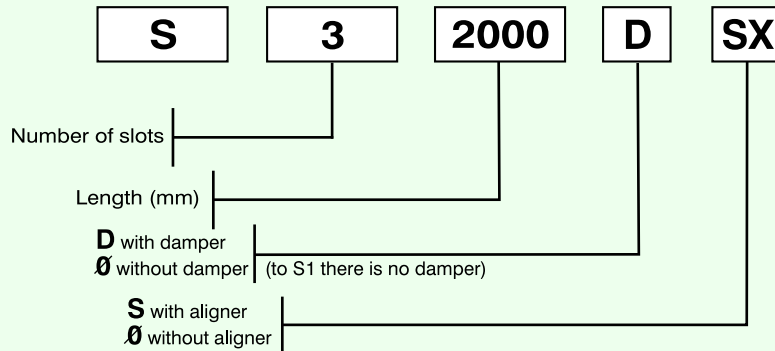 S 3 2000 D SX
Number of slots
Length (mm)
D with damper
Ø without damper (to S1 there is no damper)
S with aligner
Ø without aligner